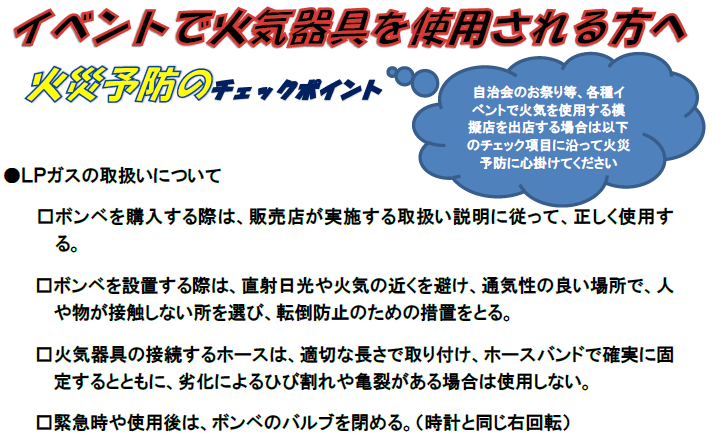 イベントで火気器具を使用される方へ
火災予防のチェックポイント
自治会のお祭り等、各種イ
ベントで火気を使用する模
擬店を出店する場合は以下
のチェック項目に沿って火災
予防に心掛けてください
●LPガスの取扱いについて
□ボンベを購入する際は、販売店が実施する取扱い説明に従って、正しく使用す
る。
□ボンベを設置する際は、直射日光や火気の近くを避け、通気性の良い場所で、人
や物が接触しない所を選び、転倒防止のための措置をとる。
□火気器具の接続するホースは、適切な長さで取り付け、ホースバンドで確実に固
定するとともに、劣化によるひび割れや亀裂がある場合は使用しない。
□緊急時や使用後は、ボンベのバルブを閉める。（時計と同じ右回転）